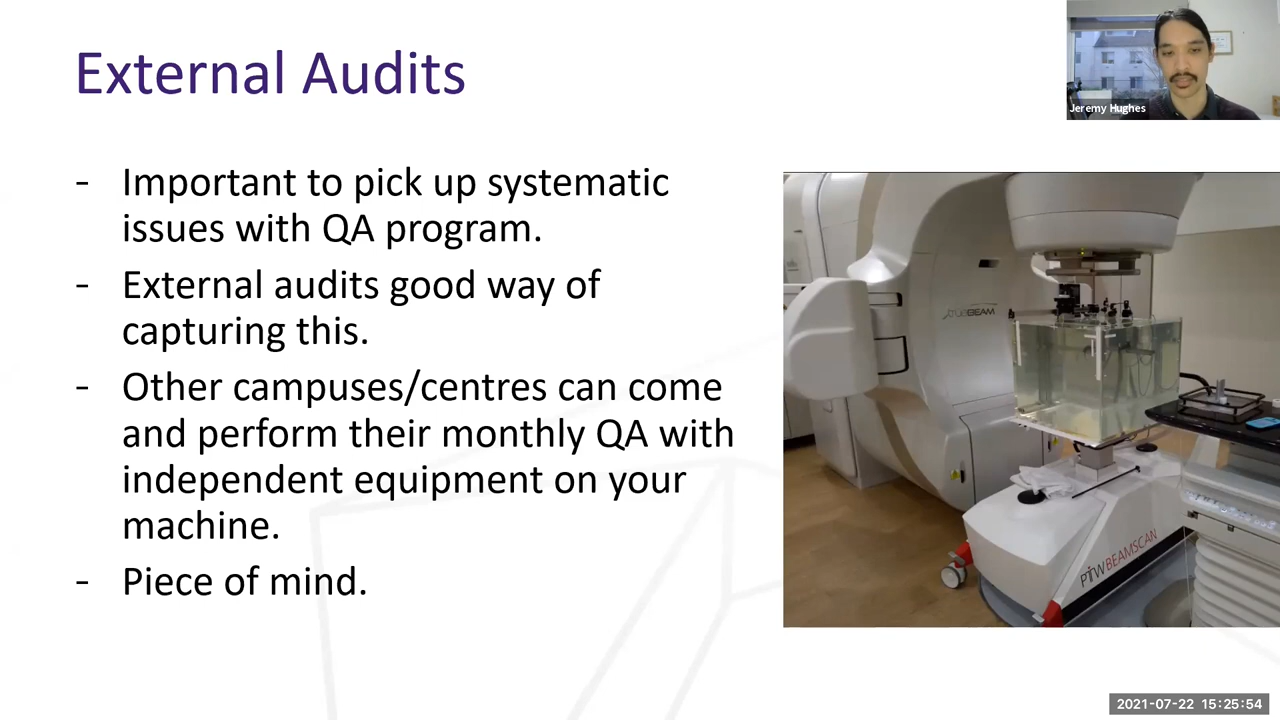 External Audits
Jeremy Hughes
- Important to pick up systematic
issues with QA program.
- External audits good way of
capturing this.
- Other campuses/centres can come
and perform their monthly QA with
independent equipment on your
machine.
- Piece of mind.
TRUEBEAM
PTW BEAMSCAN
2021-07-22 15:25:54